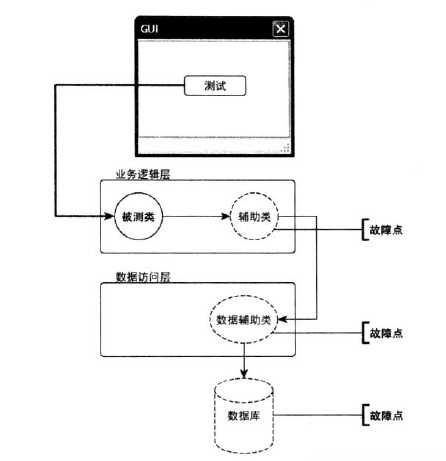 GUI
测试
业务逻辑层
被测类
辅助类
故障点
数据访问层
数据辅助类
故障点
数据库
故障点